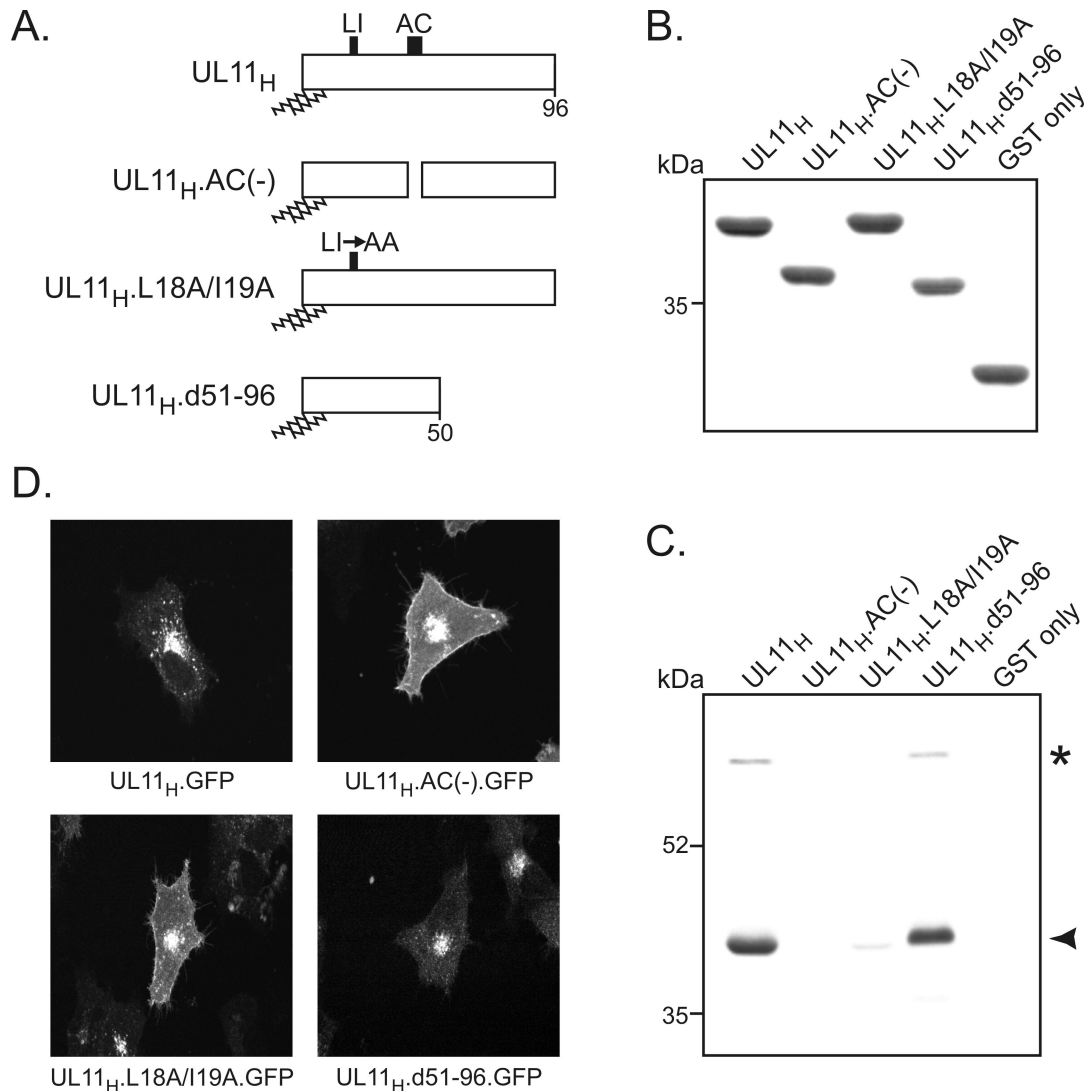 A.
LI AC
UL11H
96
UL11H.AC(-)
LI→AA
UL11H.L18A/I19A
UL11H.d51-96
50
B.
UL11H
UL11H.AC(-)
UL11H.L18A/I19A
UL11H.d51-96
GST only
kDa
35
C.
UL11H
UL11H.AC(-)
UL11H.L18A/I19A
UL11H.d51-96
GST only
kDa
*
52
35
D.
UL11H.GFP
UL11H.AC(-).GFP
UL11H.L18A/I19A.GFP
UL11H.d51-96.GFP